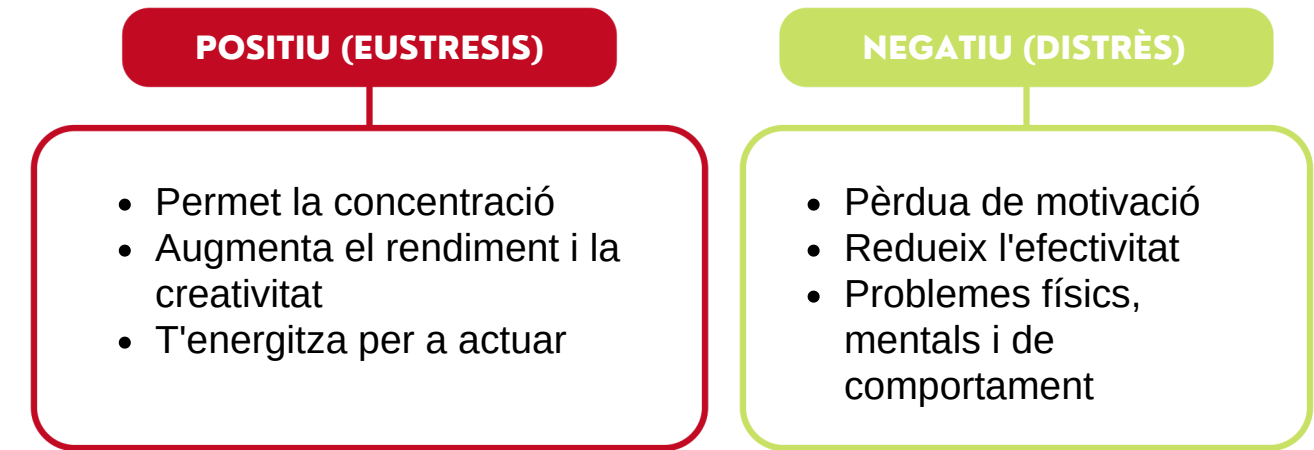 POSITIU (EUSTRESIS)
• Permet la concentració
• Augmenta el rendiment i la
creativitat
• T'energitza per a actuar
NEGATIU (DISTRÈS)
• Pèrdua de motivació
• Redueix l'efectivitat
• Problemes físics,
mentals i de
comportament